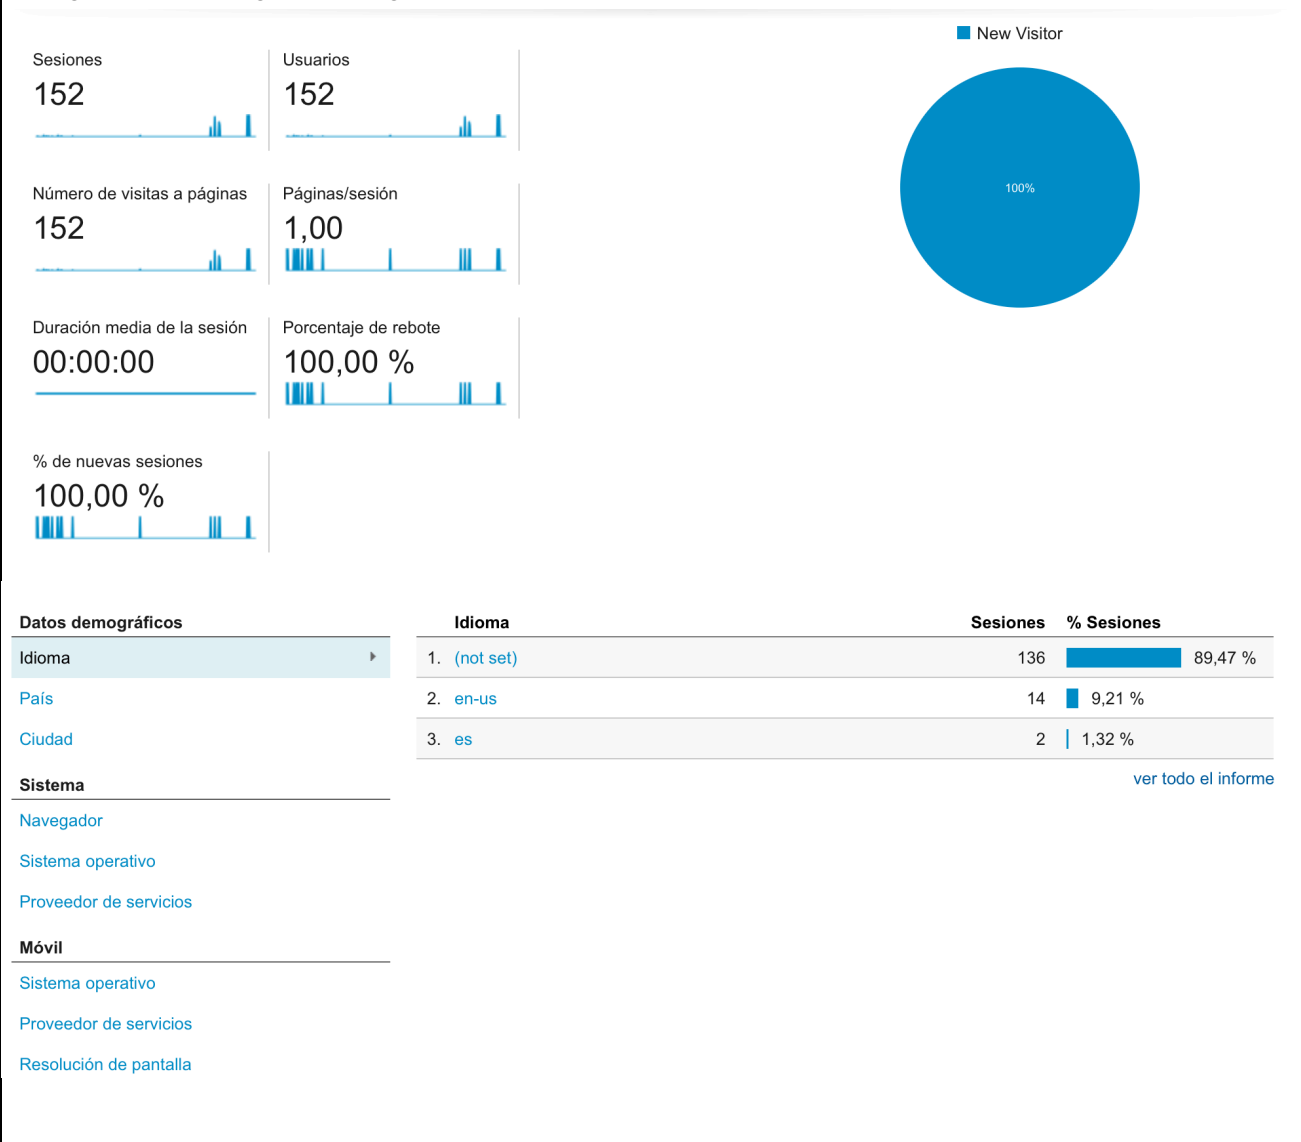 New Visitor
100%
Sesiones
152
Usuarios
152
Número de visitas a páginas
152
Páginas/sesión
1,00
Duración media de la sesión
00:00:00
Porcentaje de rebote
100,00 %
% de nuevas sesiones
100,00 %
Datos demográficos
Idioma
País
Ciudad
Sistema
Navegador
Sistema operativo
Proveedor de servicios
Móvil
Sistema operativo
Proveedor de servicios
Resolución de pantalla
Idioma Sesiones % Sesiones
1. (not set) 136 89,47 %
2. en-us 14 9,21 %
3. es 2 1,32 %
ver todo el informe